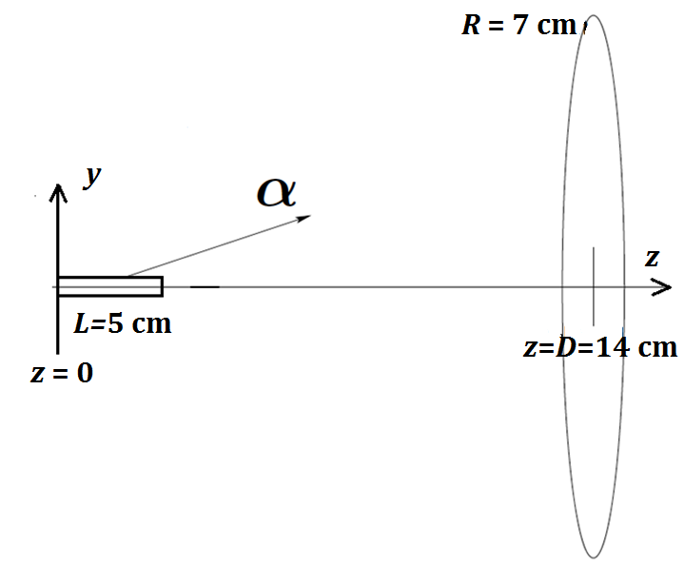 R = 7 cm
y
α
z
L=5 cm
z=D=14 cm
z = 0